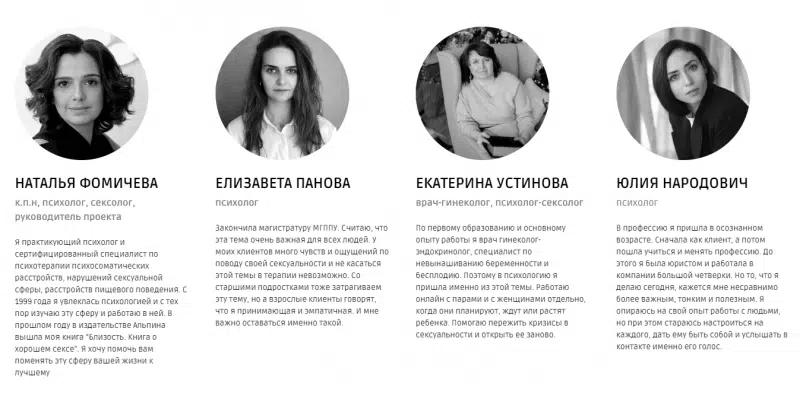 НАТАЛЬЯ ФОМИЧЕВА
к.п.н, психолог, сексолог,
руководитель проекта
Я практикующий психолог и
сертифицированный специалист по
психотерапии психосоматических
расстройств, нарушений сексуальной
сферы, расстройств пищевого поведения. С
1999 года я увлеклась психологией и с тех
пор изучаю эту сферу и работаю в ней. В
прошлом году в издательстве Альпина
вышла моя книга "Близость. Книга о
хорошем сексе". Я хочу помочь вам
поменять эту сферу вашей жизни к
лучшему
ЕЛИЗАВЕТА ПАНОВА
психолог
Закончила магистратуру МГППУ. Считаю, что
эта тема очень важная для всех людей. У
моих клиентов много чувств и ощущений по
поводу своей сексуальности и не касаться
этой темы в терапии невозможно. Со
старшими подростками тоже затрагиваем
эту тему, но а взрослые клиенты говорят,
что я принимающая и эмпатичная. И мне
важно оставаться именно такой.
ЕКАТЕРИНА УСТИНОВА
врач-гинеколог, психолог-сексолог
По первому образованию и основному
опыту работы я врач гинеколог-
эндокринолог, специалист по
невынашиванию беременности и
бесплодию. Поэтому в психологию я
пришла именно из этой темы. Работаю
онлайн с парами и с женщинами отдельно,
когда они планируют, ждут или растят
ребенка. Помогаю пережить кризисы в
сексуальности и открыть ее заново.
ЮЛИЯ НАРОДОВИЧ
психолог
В профессию я пришла в осознанном
возрасте. Сначала как клиент, а потом
пошла учиться и менять профессию. До
этого я была юристом и работала в
компании большой четверки. Но то, что я
делаю сегодня, кажется мне несравнимо
более важным, тонким и полезным. Я
опираюсь на свой опыт работы с людьми,
но при этом стараюсь настроиться на
каждого, дать ему быть собой и услышать в
контакте именно его голос.